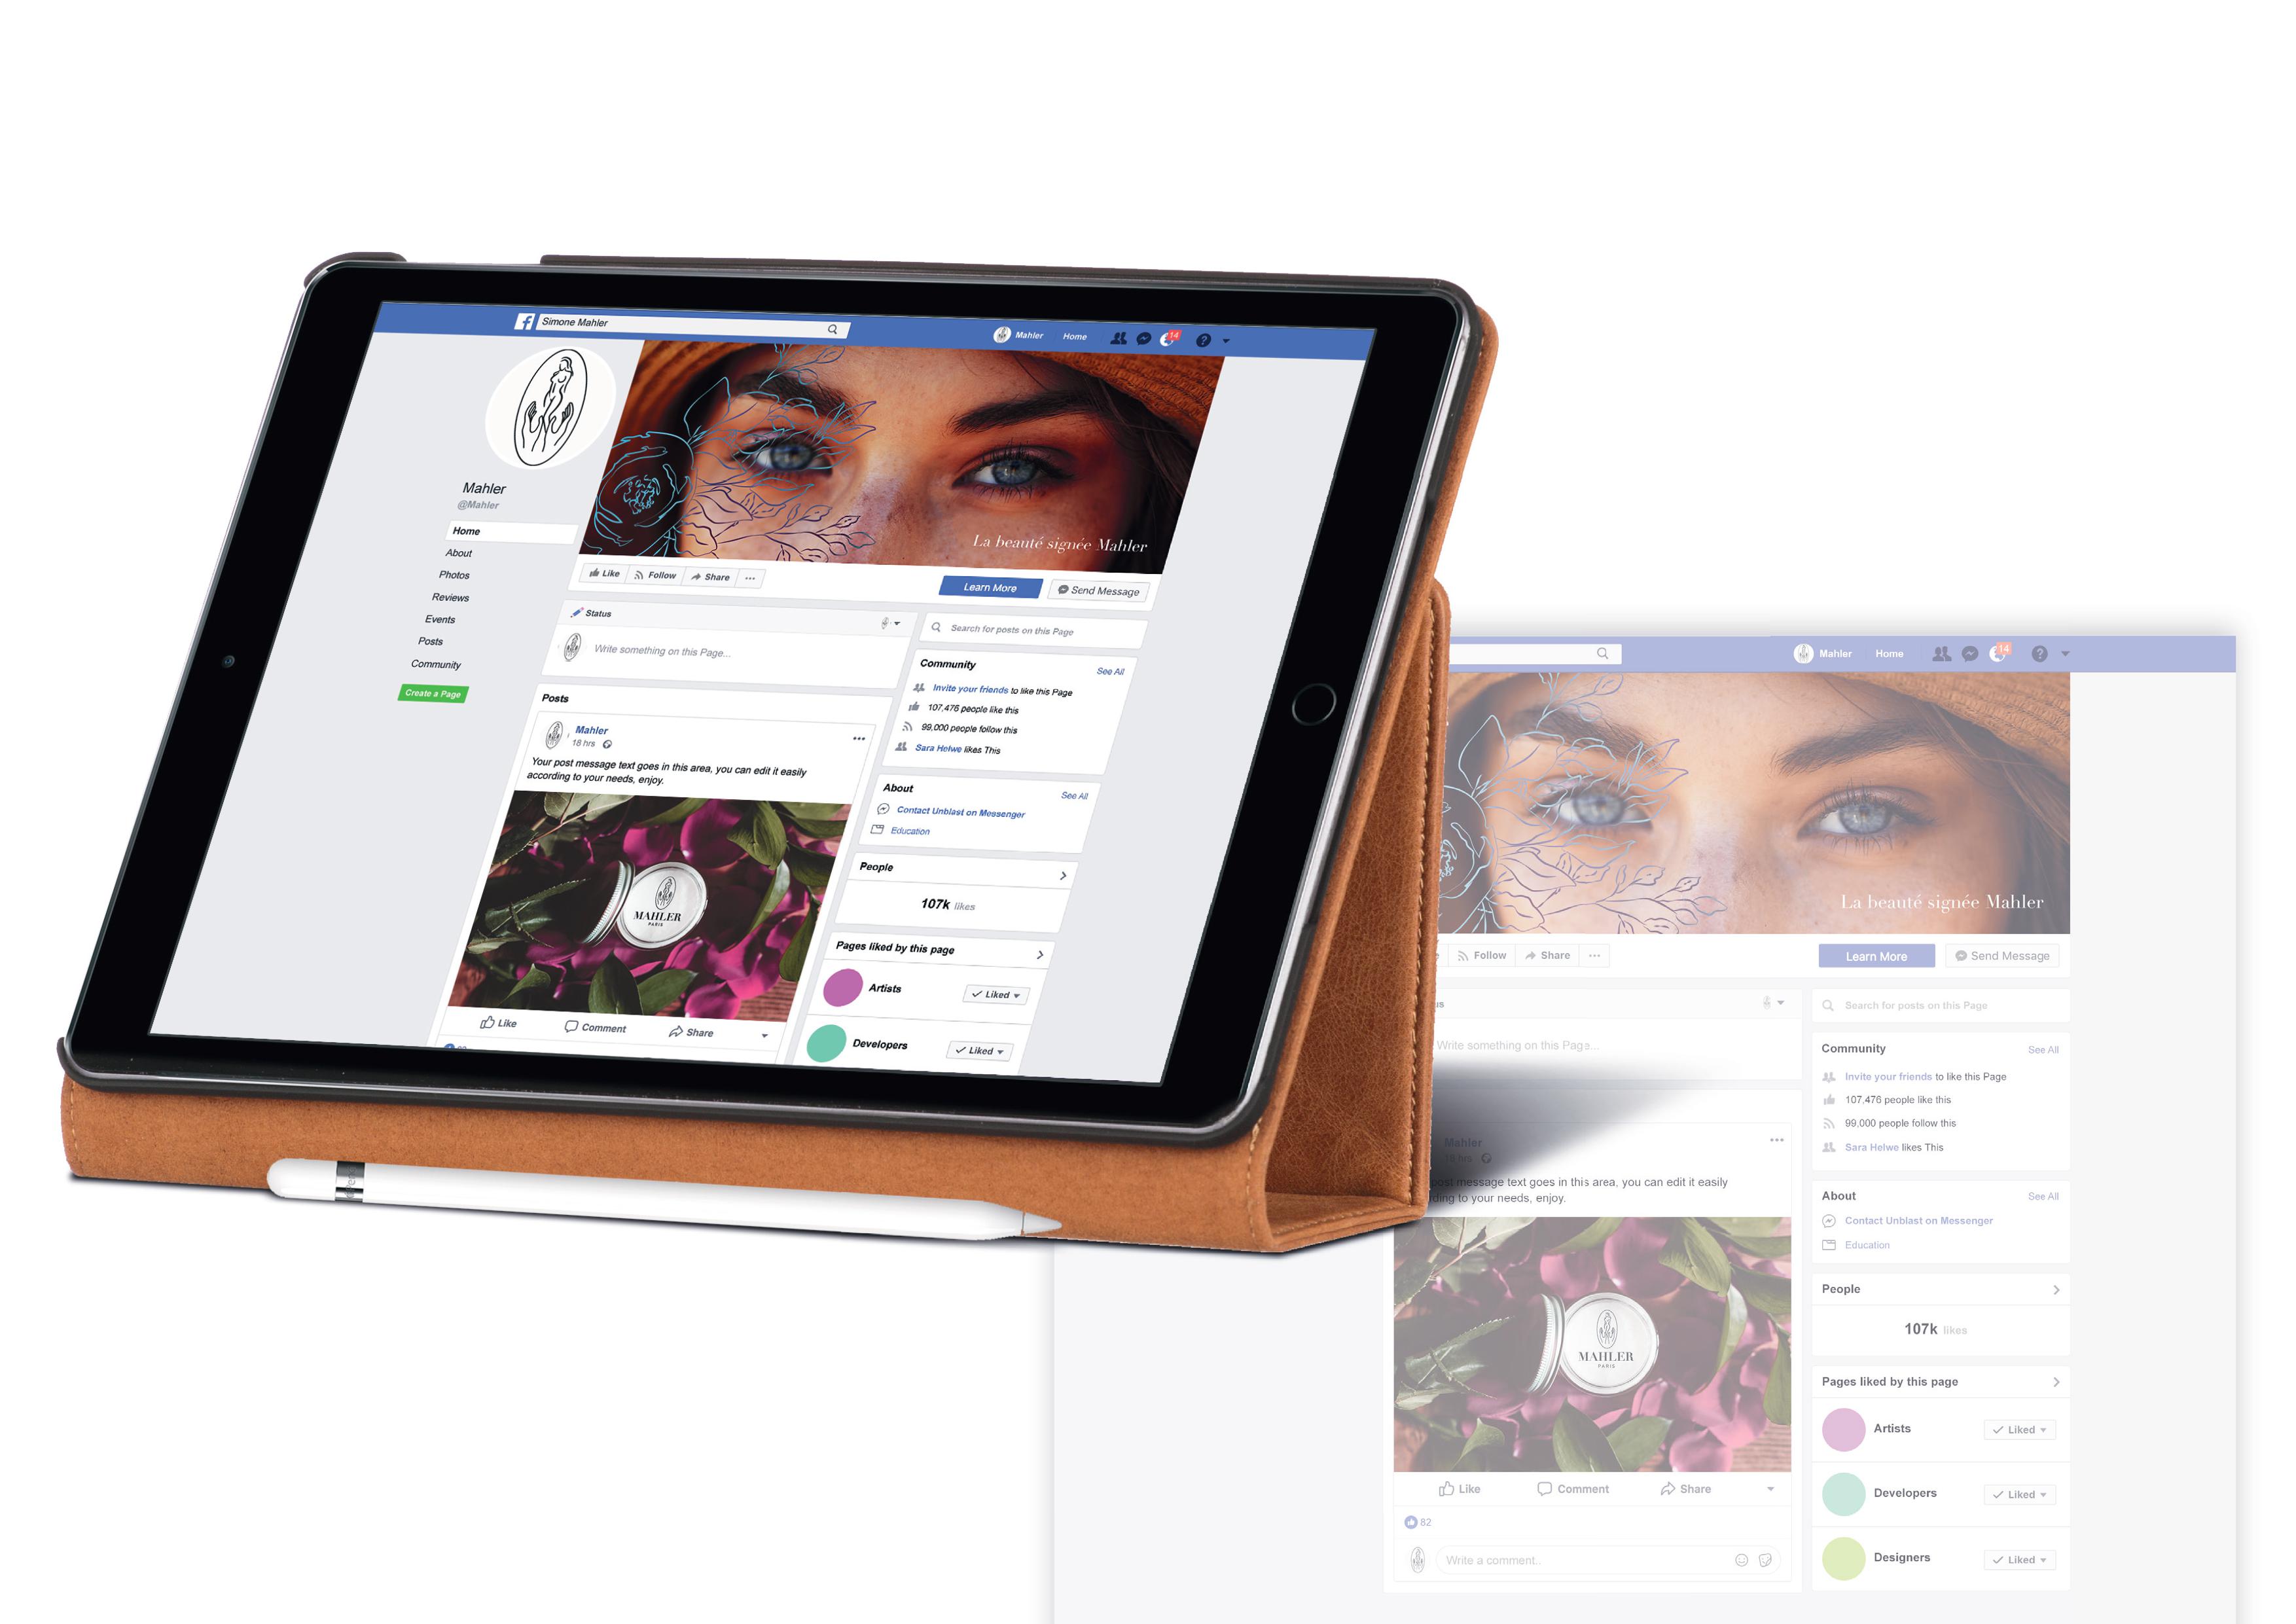 Simone Mahler
Mahler
Home
14
?
Mahler
@Mahler
Home
About
Photos
Reviews
Events
Posts
Community
Create a Page
La beauté signée Mahler
Like
Follow
Share
Learn More
Send Message
Status
Write something on this Page...
Posts
Mahler
18 hrs
Your post message text goes in this area, you can edit it easily
according to your needs, enjoy.
MAHLER
PARIS
Like
Comment
Share
Search for posts on this Page
Community
See All
Invite your friends to like this Page
107,476 people like this
99,000 people follow this
Sara Helwe likes This
About
See All
Contact Unblast on Messenger
Education
People
107k likes
Pages liked by this page
Artists
Liked
Developers
Liked
Mahler
Home
14
?
La beauté signée Mahler
Follow
Share
Learn More
Send Message
Write something on this Page...
Mahler
18 hrs
post message text goes in this area, you can edit it easily
to your needs, enjoy.
MAHLER
PARIS
Like
Comment
Share
82
Write a comment..
Search for posts on this Page
Community
See All
Invite your friends to like this Page
107,476 people like this
99,000 people follow this
Sara Helwe likes This
About
See All
Contact Unblast on Messenger
Education
People
107k likes
Pages liked by this page
Artists
Liked
Developers
Liked
Designers
Liked